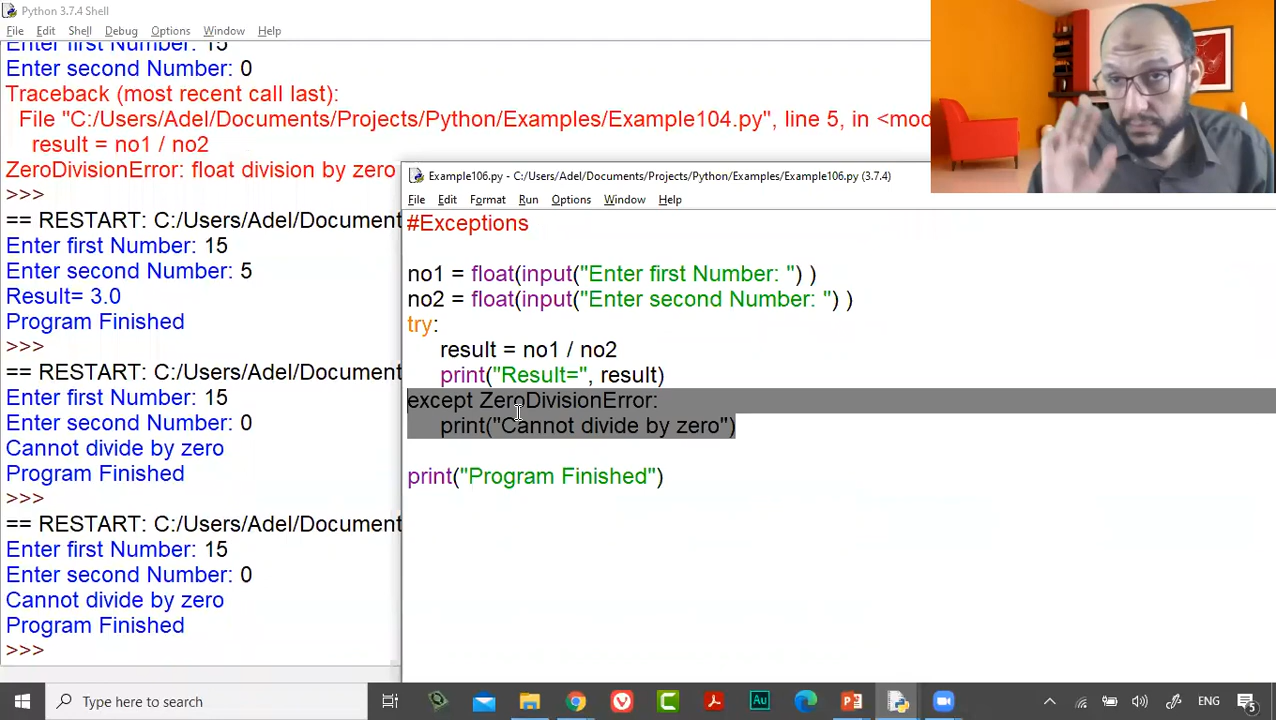 Python 3.7.4 Shell
File Edit Shell Debug Options Window Help
Enter first Number: 15
Enter second Number: 0
Traceback (most recent call last):
File "C:/Users/Adel/Documents/Projects/Python/Examples/Example104.py", line 5, in <mod
result = no1 / no2
ZeroDivisionError: float division by zero
>>>
== RESTART: C:/Users/Adel/Document
Enter first Number: 15
Enter second Number: 5
Result= 3.0
Program Finished
>>>
== RESTART: C:/Users/Adel/Document
Enter first Number: 15
Enter second Number: 0
Cannot divide by zero
Program Finished
>>>
== RESTART: C:/Users/Adel/Document
Enter first Number: 15
Enter second Number: 0
Cannot divide by zero
Program Finished
>>>
Example106.py - C:/Users/Adel/Documents/Projects/Python/Examples/Example106.py (3.7.4)
File Edit Format Run Options Window Help
#Exceptions
no1 = float(input("Enter first Number: ") )
no2 = float(input("Enter second Number: ") )
try:
result = no1 / no2
print("Result=", result)
except ZeroDivisionError:
print("Cannot divide by zero")
print("Program Finished")
Type here to search
Au
ENG
5